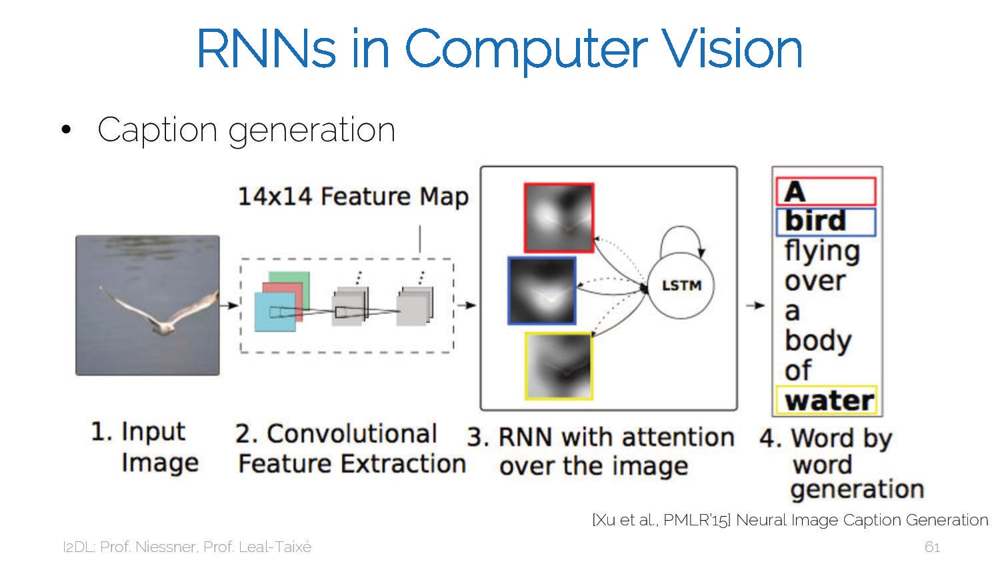 RNNs in Computer Vision
• Caption generation
14x14 Feature Map
LSTM
A
bird
flying
over
a
body
of
water
1. Input
Image
2. Convolutional
Feature Extraction
3. RNN with attention
over the image
4. Word by
word
generation
[Xu et al., PMLR'15] Neural Image Caption Generation
I2DL: Prof. Niessner, Prof. Leal-Taixé
61